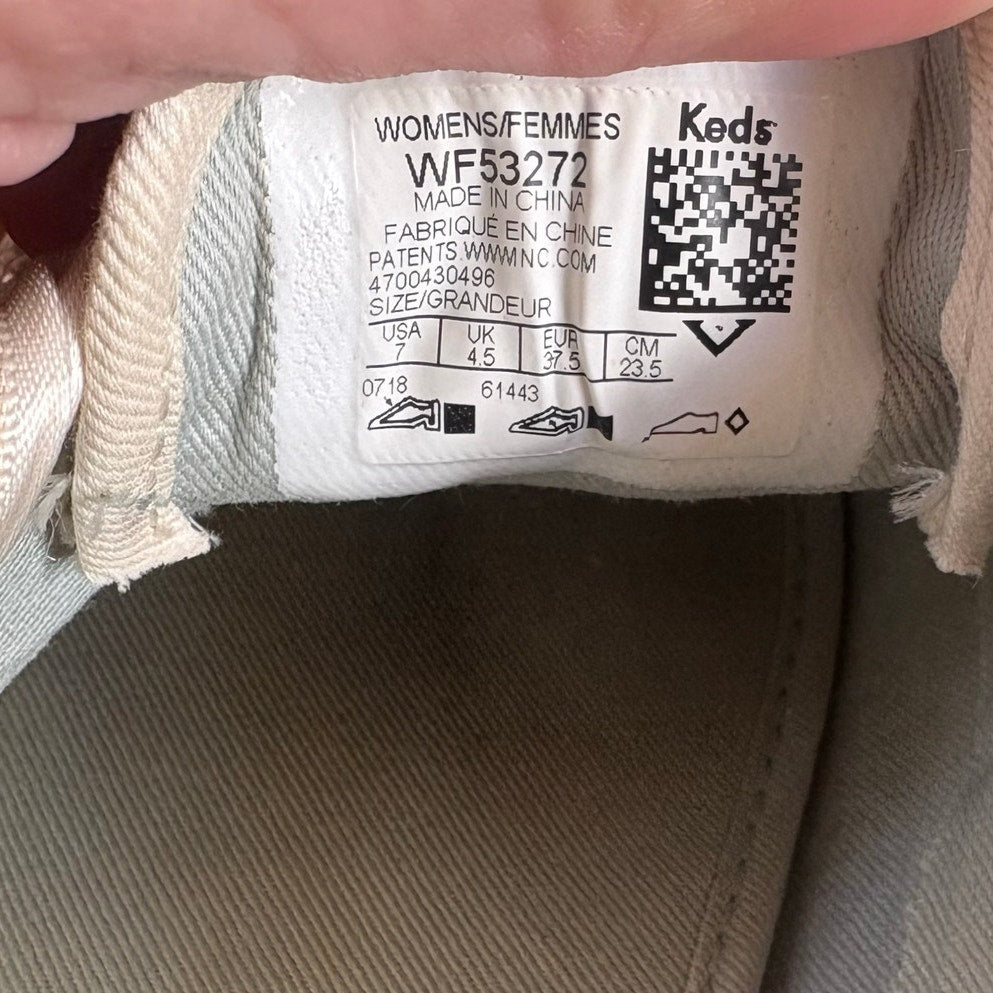 WOMENS/FEMMES
Keds
WF53272
MADE IN CHINA
FABRIQUÉ EN CHINE
PATENTS WWWNC.COM
4700430496
SIZE/GRANDEUR
USA UK EUR CM
7 4.5 37.5 23.5
0718 61443